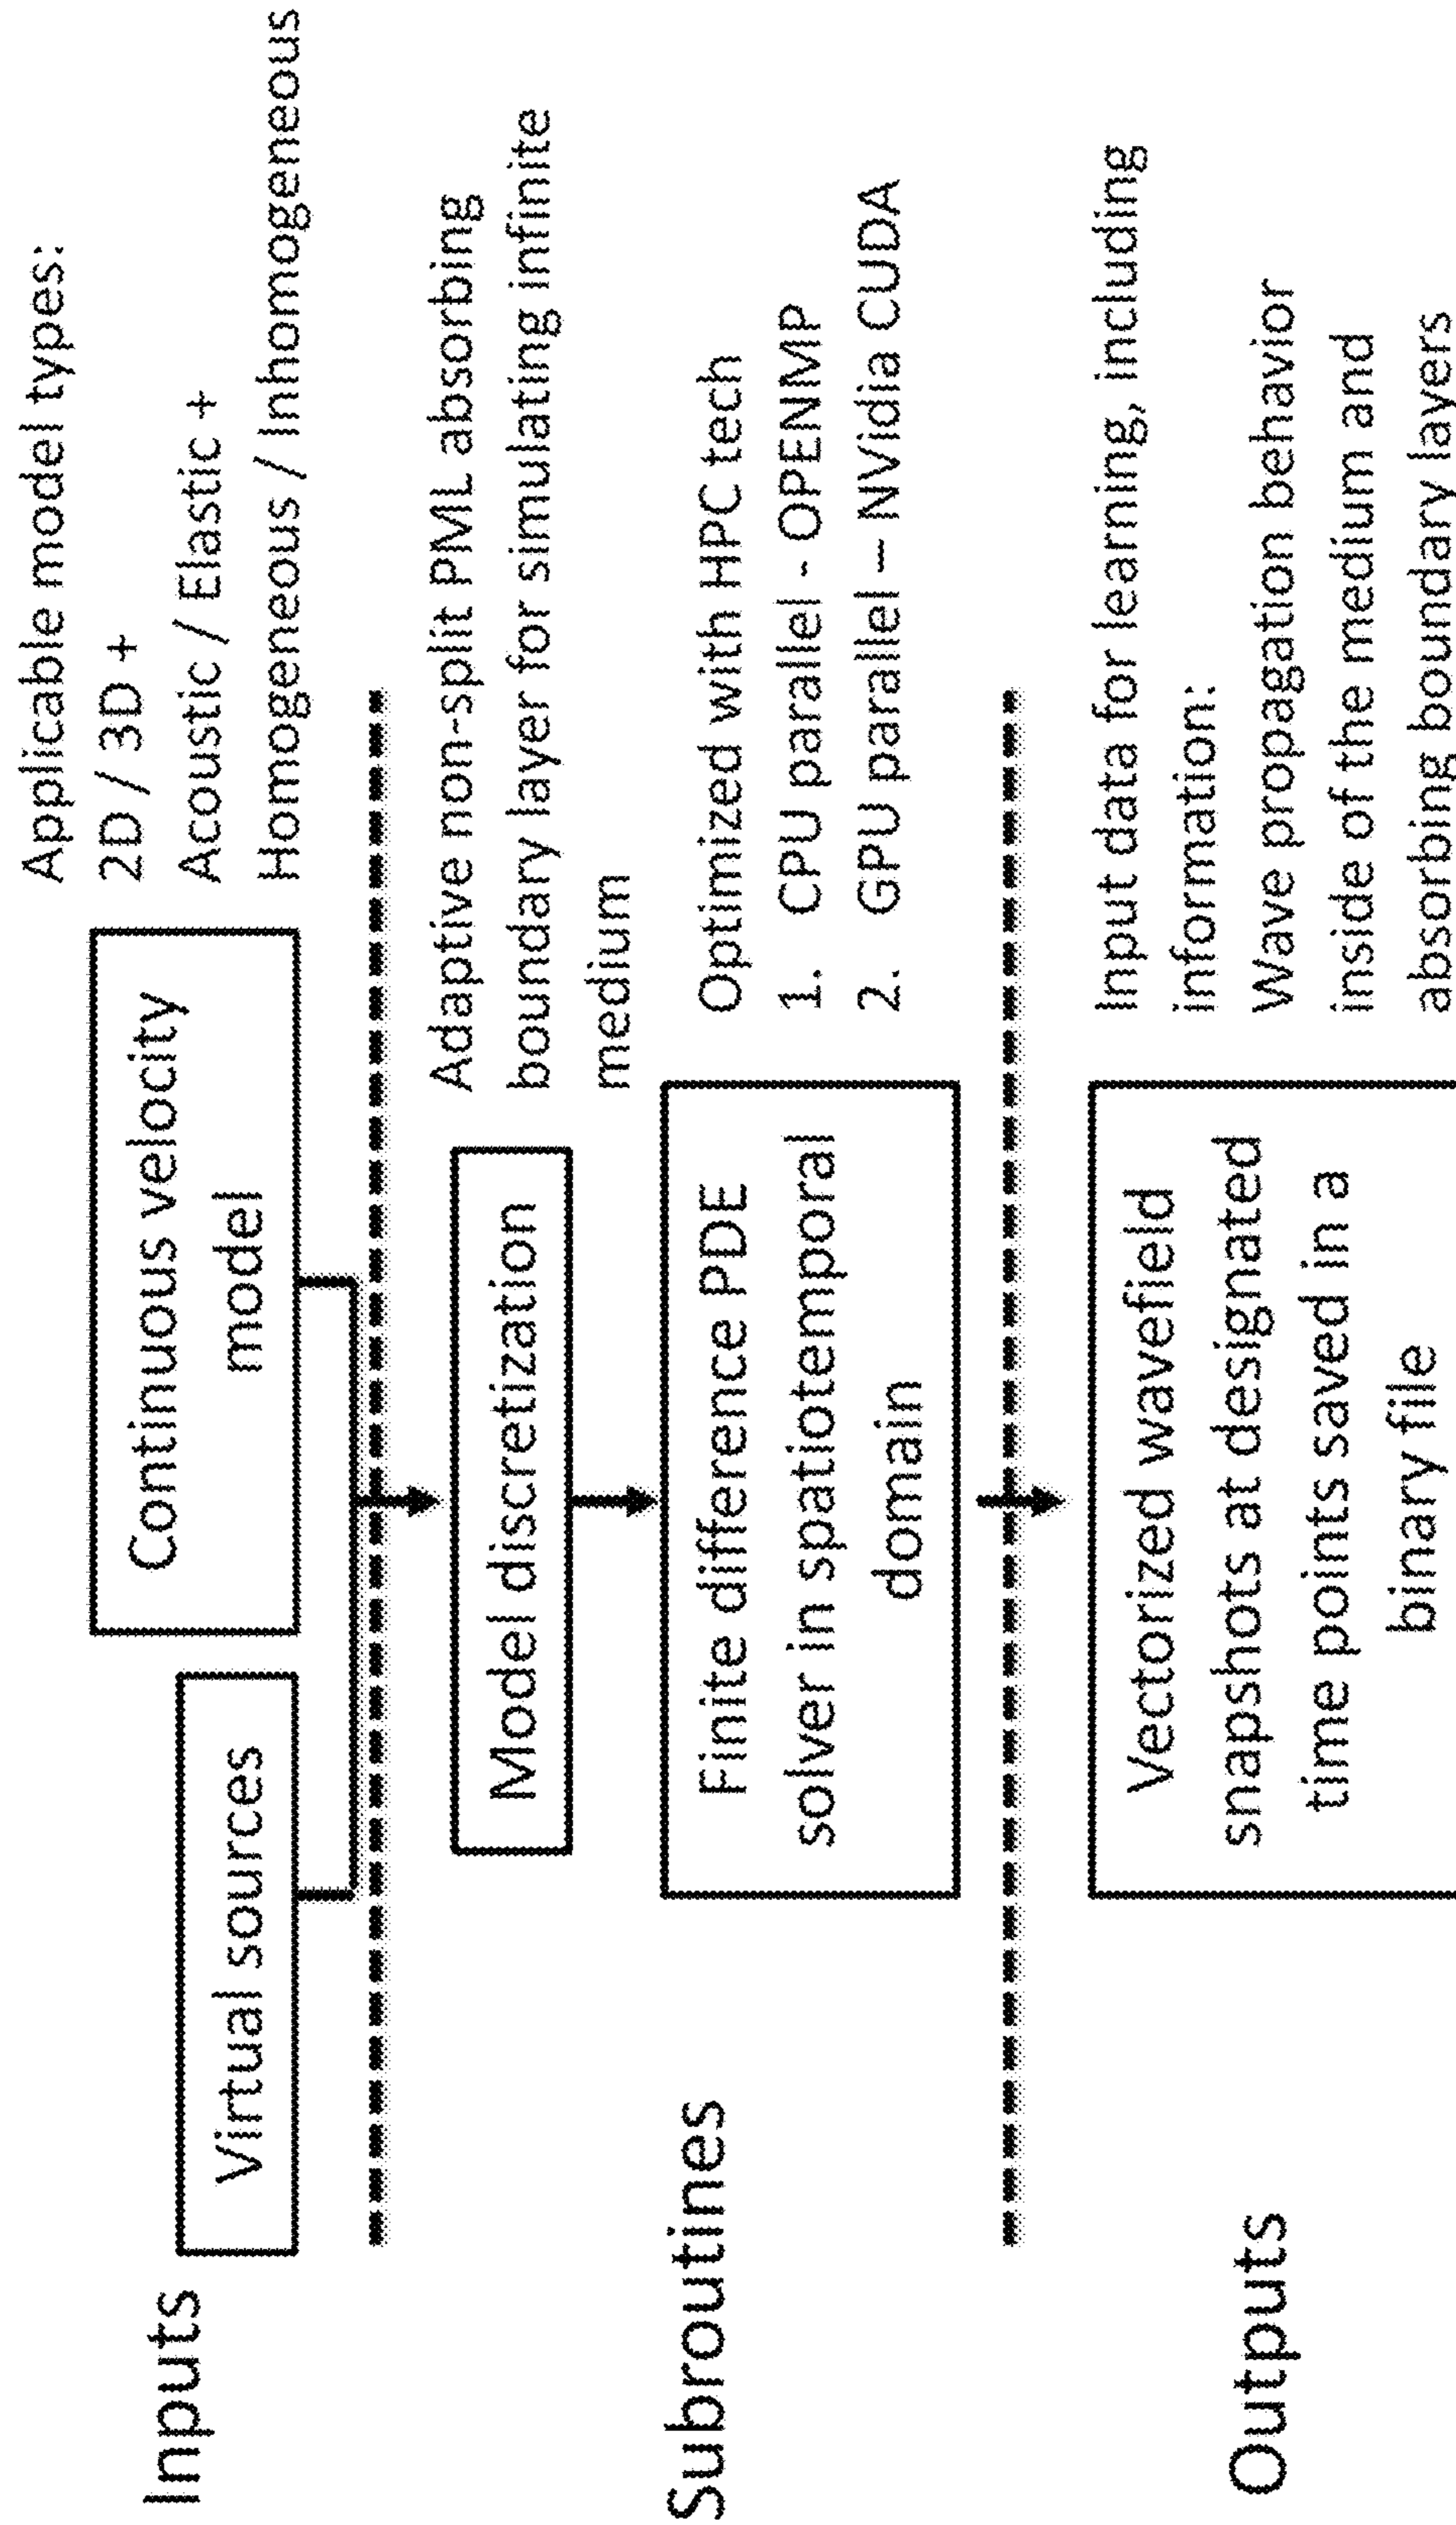 Inputs
Virtual sources
Continuous velocity
model
Applicable model types:
2D / 3D +
Acoustic / Elastic +
Homogeneous / Inhomogeneous
Subroutines
Model discretization
Adaptive non-split PML absorbing
boundary layer for simulating infinite
medium
Finite difference PDE
solver in spatiotemporal
domain
Optimized with HPC tech
1. CPU parallel - OPENMP
2. GPU parallel – NVidia CUDA
Outputs
Vectorized wavefield
snapshots at designated
time points saved in a
binary file
Input data for learning, including
information:
Wave propagation behavior
inside of the medium and
absorbing boundary layers